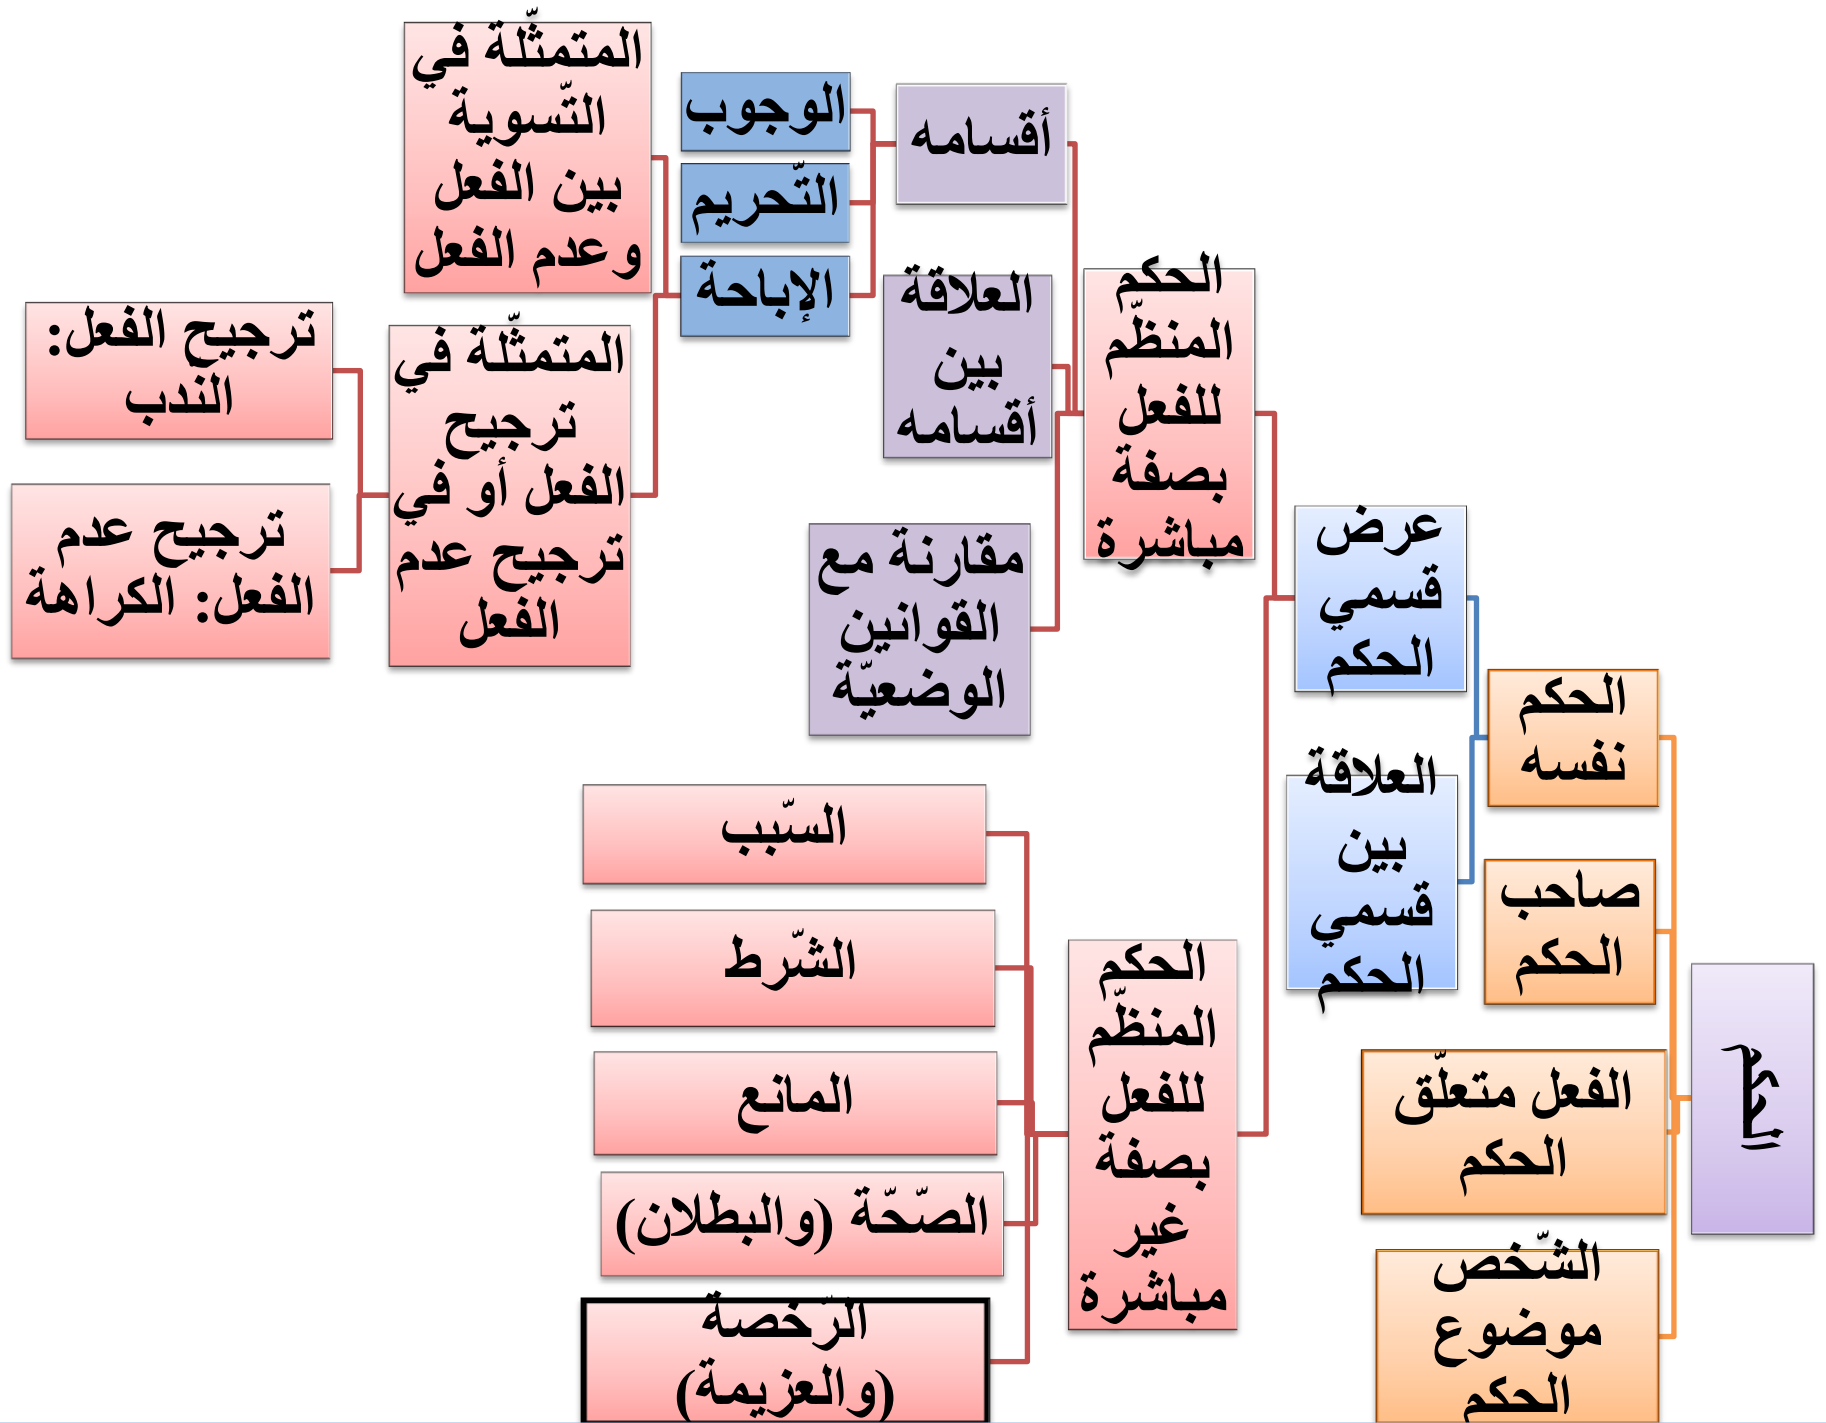 الحكم
الحكم
نفسه
صاحب
الحكم
الفعل متعلّق
الحكم
الشّخص
موضوع
الحكم
عرض
قسمي
الحكم
العلاقة
بين
قسمي
الحكم
الحكم
المنظّم
للفعل
بصفة
مباشرة
الحكم
المنظّم
للفعل
بصفة
غير
مباشرة
أقسامه
العلاقة
بين
أقسامه
مقارنة مع
القوانين
الوضعيّة
الوجوب
التّحريم
الإباحة
المتمثّلة في
التّسوية
بين الفعل
وعدم الفعل
المتمثّلة في
ترجيح
الفعل أو في
ترجيح عدم
الفعل
ترجيح الفعل:
النّدب
ترجيح عدم
الفعل: الكراهة
السّبب
الشّرط
المانع
الصّحّة (والبطلان)
الرّخصة
(والعزيمة)